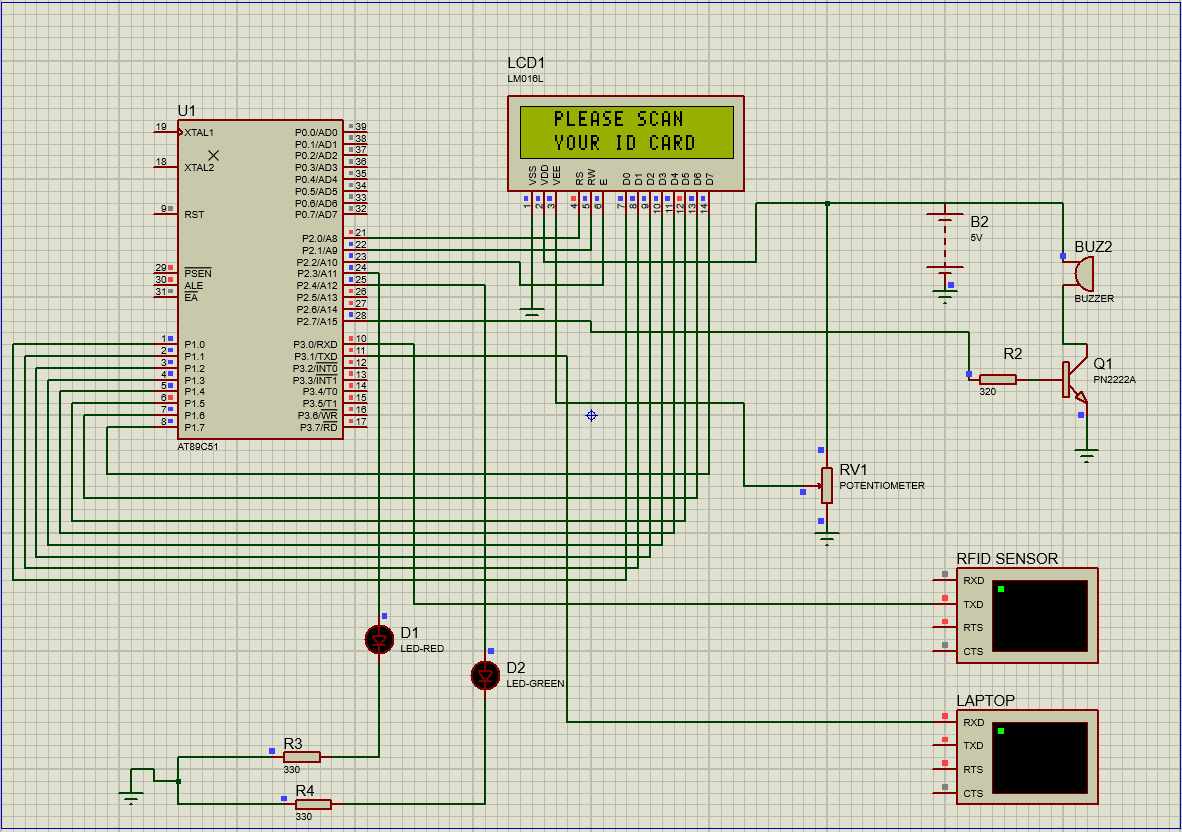 LCD1
LM016L
PLEASE SCAN
YOUR ID CARD
VSS VDD VEE RS RW E D0 D1 D2 D3 D4 D5 D6 D7
1 2 3 4 5 6 7 8 9 10 11 12 13 14
U1
19 XTAL1
18 XTAL2
9 RST
29 PSEN
30 ALE
31 EA
1 P1.0
2 P1.1
3 P1.2
4 P1.3
5 P1.4
6 P1.5
7 P1.6
8 P1.7
P0.0/AD0 39
P0.1/AD1 38
P0.2/AD2 37
P0.3/AD3 36
P0.4/AD4 35
P0.5/AD5 34
P0.6/AD6 33
P0.7/AD7 32
P2.0/A8 21
P2.1/A9 22
P2.2/A10 23
P2.3/A11 24
P2.4/A12 25
P2.5/A13 26
P2.6/A14 27
P2.7/A15 28
P3.0/RXD 10
P3.1/TXD 11
P3.2/INT0 12
P3.3/INT1 13
P3.4/T0 14
P3.5/T1 15
P3.6/WR 16
P3.7/RD 17
AT89C51
B2
5V
BUZ2
BUZZER
R2
320
Q1
PN2222A
RV1
POTENTIOMETER
RFID SENSOR
RXD
TXD
RTS
CTS
D1
LED-RED
D2
LED-GREEN
LAPTOP
RXD
TXD
RTS
CTS
R3
330
R4
330